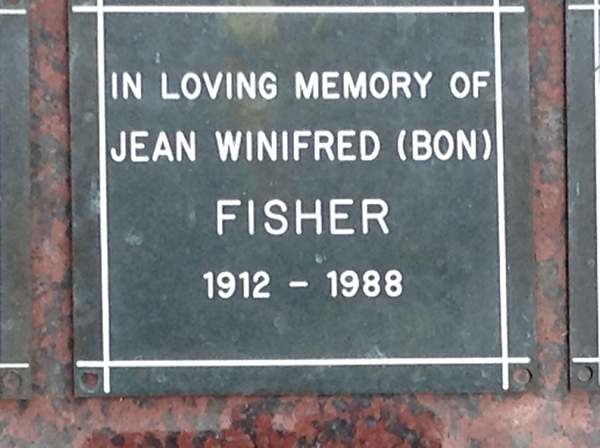 IN LOVING MEMORY OF
JEAN WINIFRED (BON)
FISHER
1912 - 1988